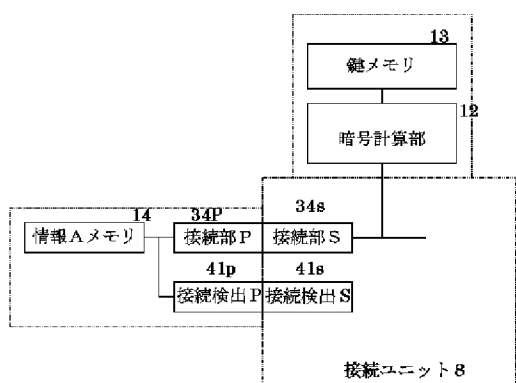 13
鍵メモリ
12
暗号計算部
14 34P 34s
情報Aメモリ 接続部P 接続部S
41p 41s
接続検出P 接続検出S
接続ユニット8